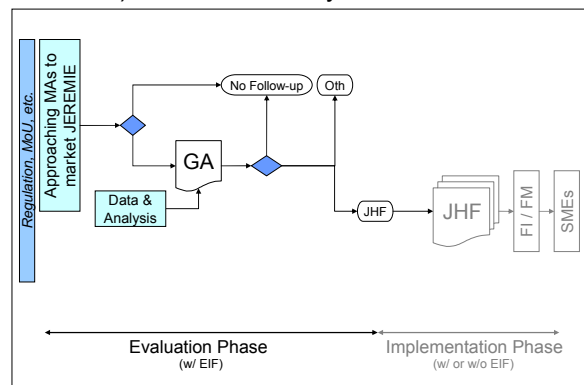 Regulation, MoU, etc.
Approaching MAs to
market JEREMIE
No Follow-up
Oth
GA
Data &
Analysis
JHF
JHF
FI / FM
SMEs
Evaluation Phase
(w/ EIF)
Implementation Phase
(w/ or w/o EIF)